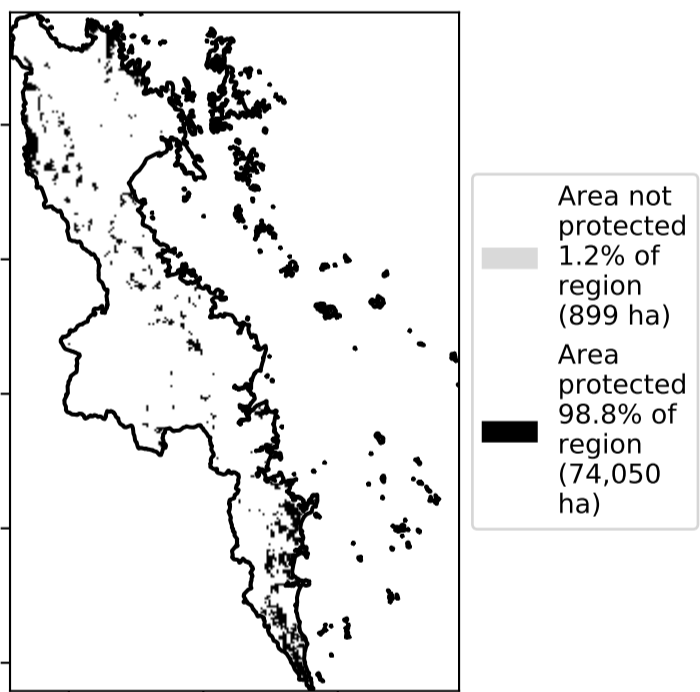 Area not
protected
1.2% of
region
(899 ha)
Area
protected
98.8% of
region
(74,050
ha)